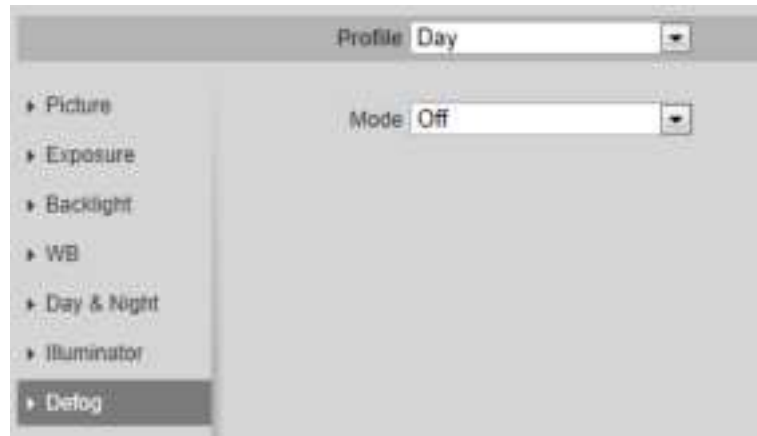 Profile Day
Mode Off
Picture
Exposure
Backlight
WB
Day & Night
Illuminator
Defog